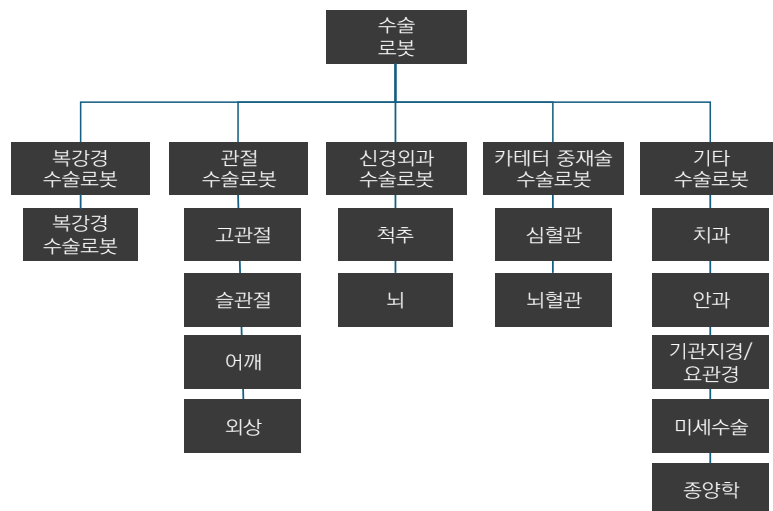 수술
로봇
복강경
수술로봇
관절
수술로봇
신경외과
수술로봇
카테터 중재술
수술로봇
기타
수술로봇
복강경
수술로봇
고관절
척추
심혈관
치과
슬관절
뇌
뇌혈관
안과
어깨
기관지경/
요관경
외상
미세수술
종양학